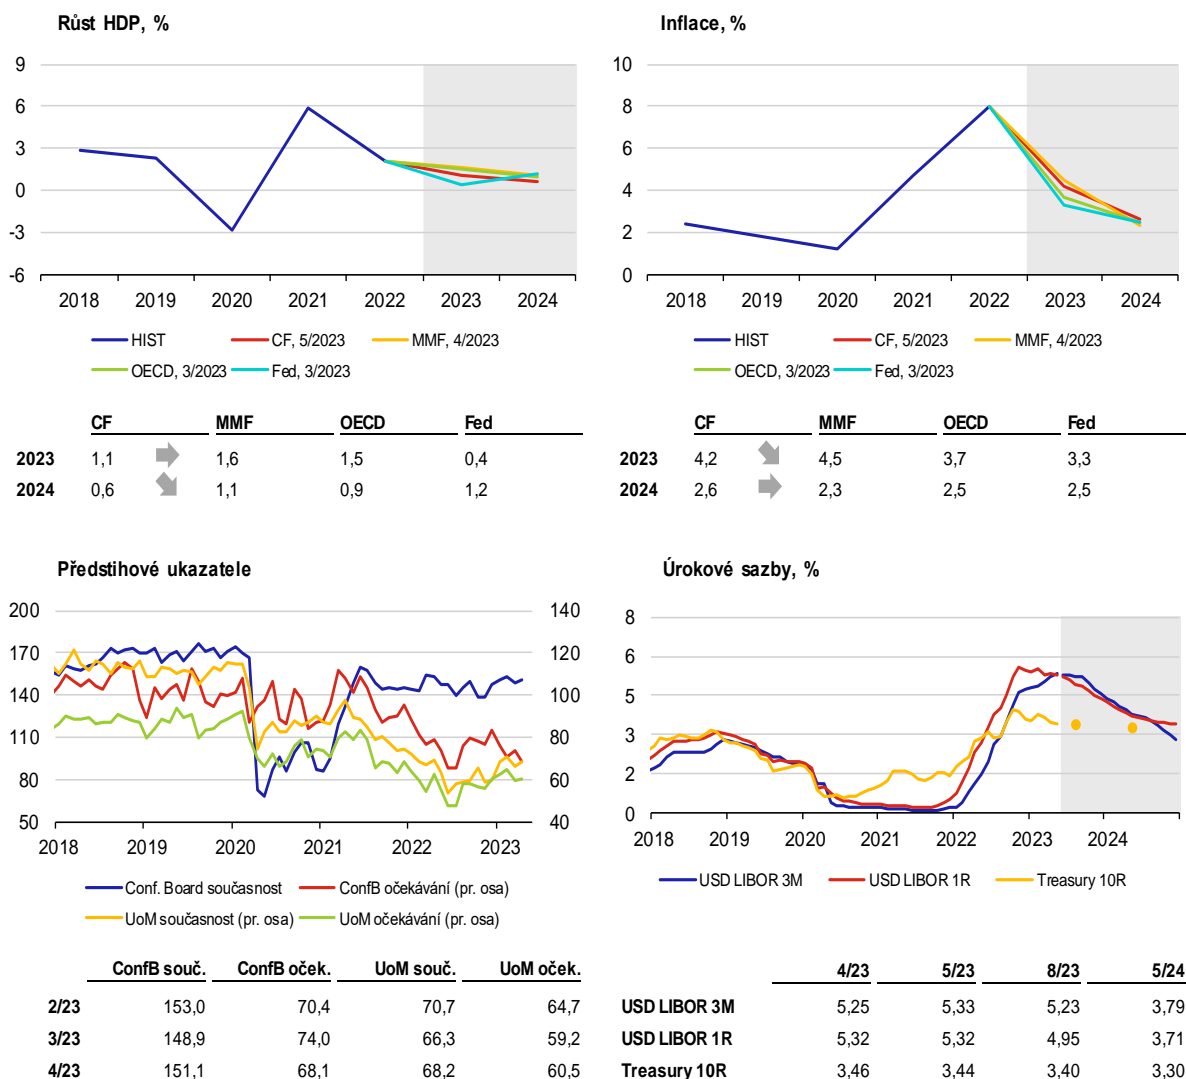 Růst HDP, %
9
6
3
0
-3
-6
2018 2019 2020 2021 2022 2023 2024
HIST CF, 5/2023 MMF, 4/2023
OECD, 3/2023 Fed, 3/2023
CF MMF OECD Fed
2023 1,1 1,6 1,5 0,4
2024 0,6 1,1 0,9 1,2
Inflace, %
10
8
6
4
2
0
2018 2019 2020 2021 2022 2023 2024
HIST CF, 5/2023 MMF, 4/2023
OECD, 3/2023 Fed, 3/2023
CF MMF OECD Fed
2023 4,2 4,5 3,7 3,3
2024 2,6 2,3 2,5 2,5
Předstihové ukazatele
200 140
170 120
140 100
110 80
80 60
50 40
2018 2019 2020 2021 2022 2023
Conf. Board současnost ConfB očekávání (pr. osa)
UoM současnost (pr. osa) UoM očekávání (pr. osa)
ConfB souč. ConfB oček. UoM souč. UoM oček.
2/23 153,0 70,4 70,7 64,7
3/23 148,9 74,0 66,3 59,2
4/23 151,1 68,1 68,2 60,5
Úrokové sazby, %
8
6
5
3
2
0
2018 2019 2020 2021 2022 2023 2024
USD LIBOR 3M USD LIBOR 1R Treasury 10R
4/23 5/23 8/23 5/24
USD LIBOR 3M 5,25 5,33 5,23 3,79
USD LIBOR 1R 5,32 5,32 4,95 3,71
Treasury 10R 3,46 3,44 3,40 3,30